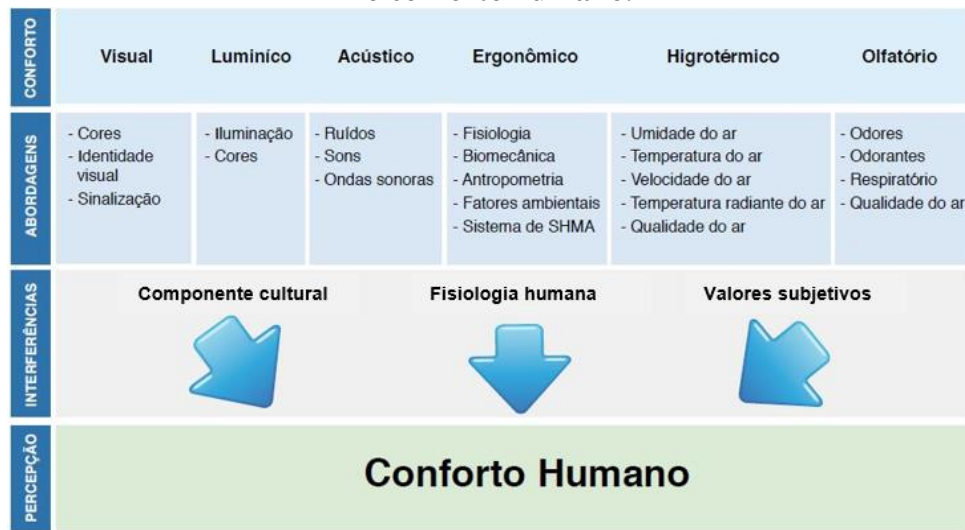 CONFORTO
Visual
Lumínico
Acústico
Ergonômico
Higrotérmico
Olfatório
ABORDAGENS
- Cores
- Identidade
visual
- Sinalização
- Iluminação
- Cores
- Ruídos
- Sons
- Ondas sonoras
- Fisiologia
- Biomecânica
- Antropometria
- Fatores ambientais
- Sistema de SHMA
- Umidade do ar
- Temperatura do ar
- Velocidade do ar
- Temperatura radiante do ar
- Qualidade do ar
- Odores
- Odorantes
- Respiratório
- Qualidade do ar
INTERFERÊNCIAS
Componente cultural
Fisiologia humana
Valores subjetivos
PERCEPÇÃO
Conforto Humano